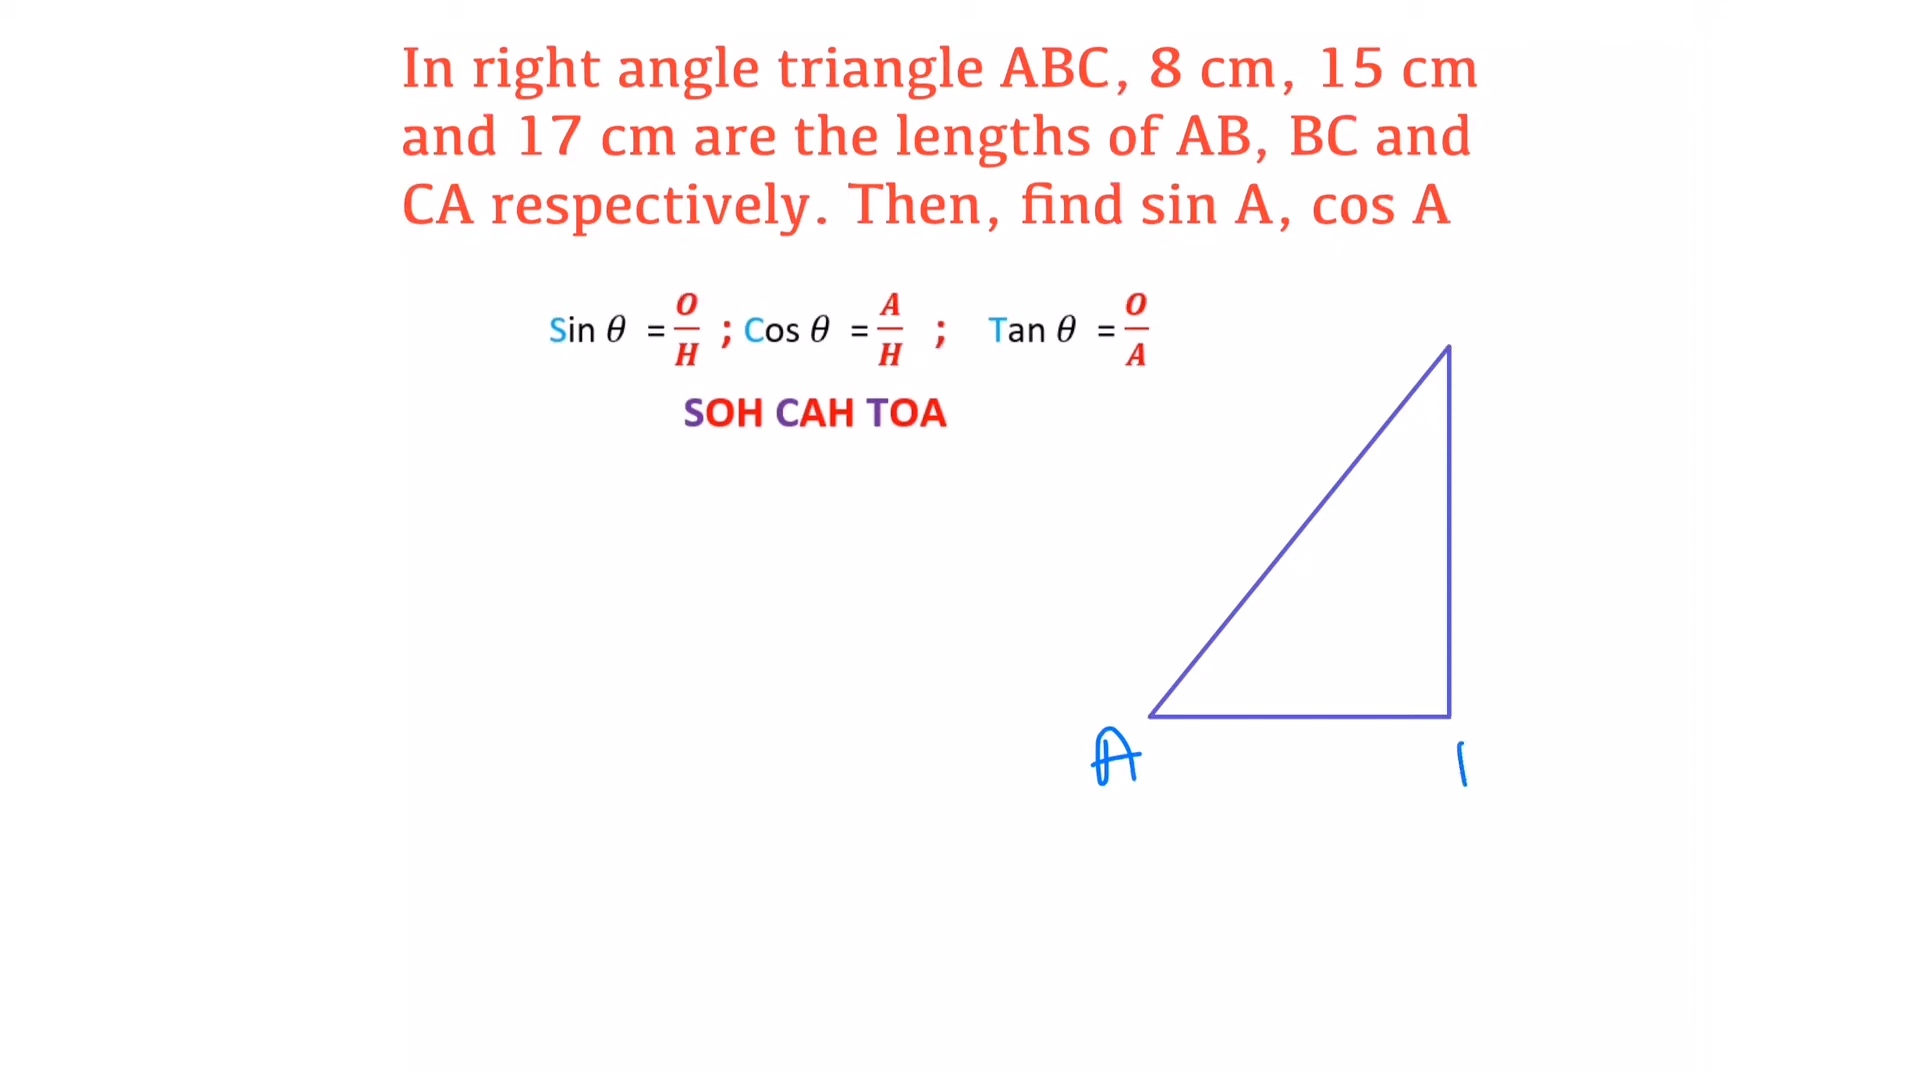 In right angle triangle ABC, 8 cm, 15 cm
and 17 cm are the lengths of AB, BC and
CA respectively. Then, find sin A, cos A
Sin θ = O/H ; Cos θ = A/H ; Tan θ = O/A
SOH CAH TOA
A